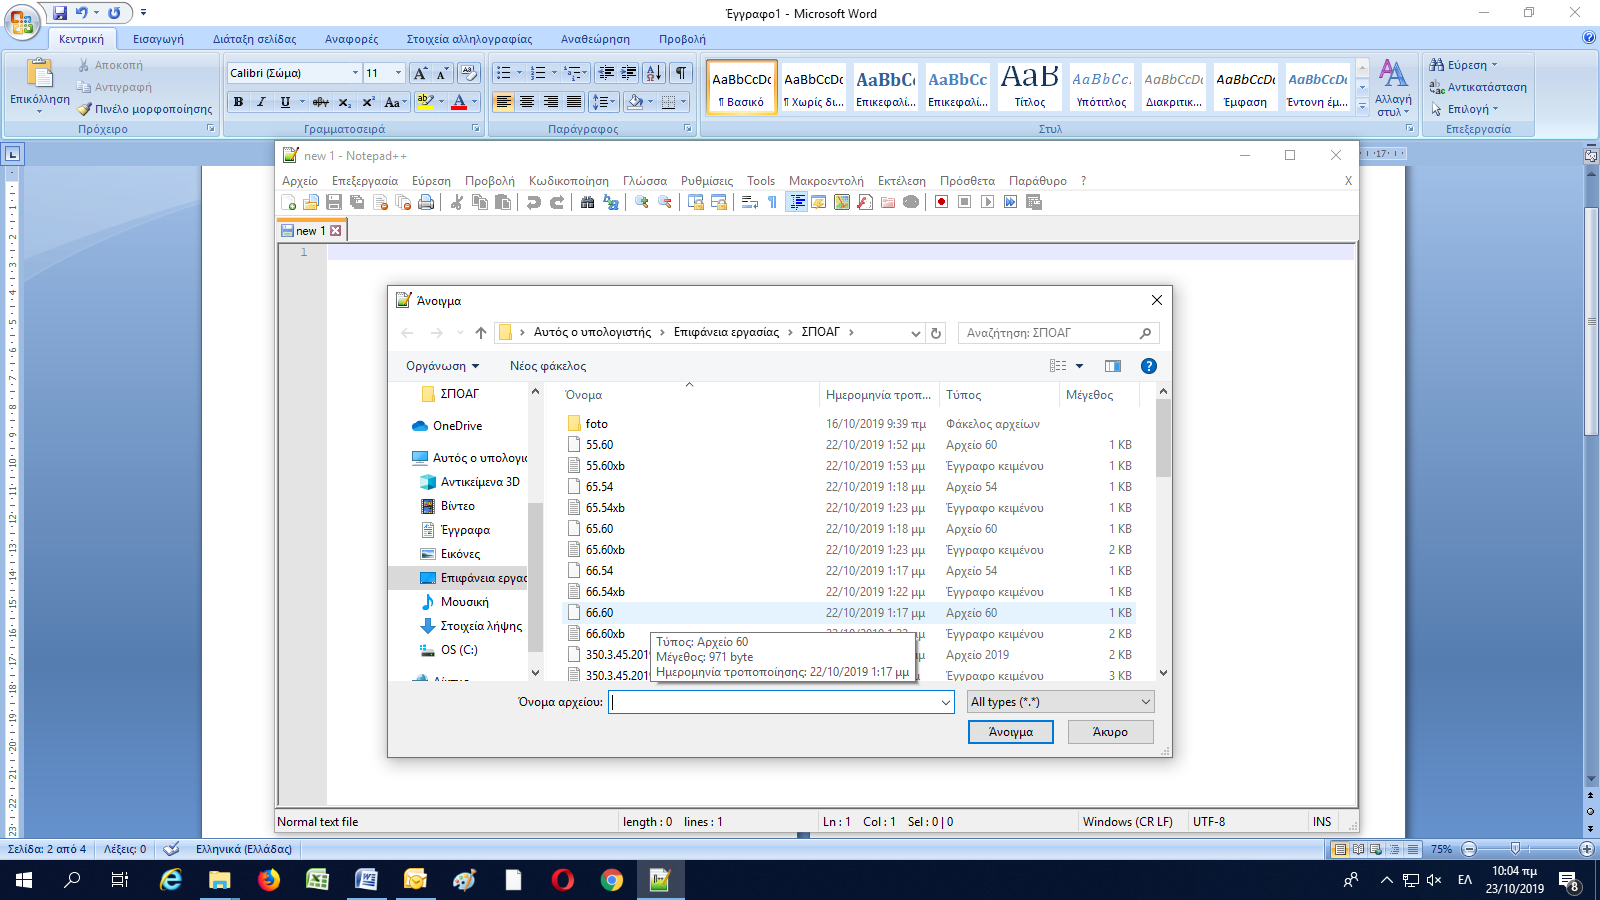 Έγγραφο1 - Microsoft Word
Κεντρική Εισαγωγή Διάταξη σελίδας Αναφορές Στοιχεία αλληλογραφίας Αναθεώρηση Προβολή
Επικόλληση
Αποκοπή
Αντιγραφή
Πινέλο μορφοποίησης
Πρόχειρο
Calibri (Σώμα) 11
Γραμματοσειρά
Παράγραφος
AaBbCcDc AaBbCcDc AaBbCc AaBbCc AaB AaBbCc. AaBbCcDc AaBbCcDc AaBbCcDc
¶ Βασικό ¶ Χωρίς δι... Επικεφαλί... Επικεφαλί... Τίτλος Υπότιτλος Διακριτικ... Έμφαση Έντονη έμ...
Αλλαγή στυλ
Στυλ
Εύρεση
Αντικατάσταση
Επιλογή
Επεξεργασία
new 1 - Notepad++
Αρχείο Επεξεργασία Εύρεση Προβολή Κωδικοποίηση Γλώσσα Ρυθμίσεις Tools Μακροεντολή Εκτέλεση Πρόσθετα Παράθυρο ? X
new 1
1
Άνοιγμα
Αυτός ο υπολογιστής > Επιφάνεια εργασίας > ΣΠΟΑΓ >
Αναζήτηση: ΣΠΟΑΓ
Οργάνωση Νέος φάκελος
ΣΠΟΑΓ
OneDrive
Αυτός ο υπολογι
Αντικείμενα 3D
Βίντεο
Έγγραφα
Εικόνες
Επιφάνεια εργασ
Μουσική
Στοιχεία λήψης
OS (C:)
Δίκτυο
Όνομα Ημερομηνία τροπ... Τύπος Μέγεθος
foto 16/10/2019 9:39 πμ Φάκελος αρχείων
55.60 22/10/2019 1:52 μμ Αρχείο 60 1 KB
55.60xb 22/10/2019 1:53 μμ Έγγραφο κειμένου 1 KB
65.54 22/10/2019 1:18 μμ Αρχείο 54 1 KB
65.54xb 22/10/2019 1:23 μμ Έγγραφο κειμένου 1 KB
65.60 22/10/2019 1:18 μμ Αρχείο 60 1 KB
65.60xb 22/10/2019 1:23 μμ Έγγραφο κειμένου 2 KB
66.54 22/10/2019 1:17 μμ Αρχείο 54 1 KB
66.54xb 22/10/2019 1:22 μμ Έγγραφο κειμένου 1 KB
66.60 22/10/2019 1:17 μμ Αρχείο 60 1 KB
66.60xb Έγγραφο κειμένου 2 KB
350.3.45.2019 Αρχείο 2019 2 KB
350.3.45.2019 Έγγραφο κειμένου 3 KB
Τύπος: Αρχείο 60
Μέγεθος: 971 byte
Ημερομηνία τροποποίησης: 22/10/2019 1:17 μμ
Όνομα αρχείου: All types (*.*)
Άνοιγμα Άκυρο
Normal text file length : 0 lines : 1 Ln : 1 Col : 1 Sel : 0 | 0 Windows (CR LF) UTF-8 INS
Σελίδα: 2 από 4 Λέξεις: 0 Ελληνικά (Ελλάδας) 75%
ΕΛ
10:04 πμ
23/10/2019
8